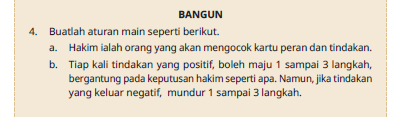 BANGUN
4. Buatlah aturan main seperti berikut.
a. Hakim ialah orang yang akan mengocok kartu peran dan tindakan.
b. Tiap kali tindakan yang positif, boleh maju 1 sampai 3 langkah,
bergantung pada keputusan hakim seperti apa. Namun, jika tindakan
yang keluar negatif, mundur 1 sampai 3 langkah.